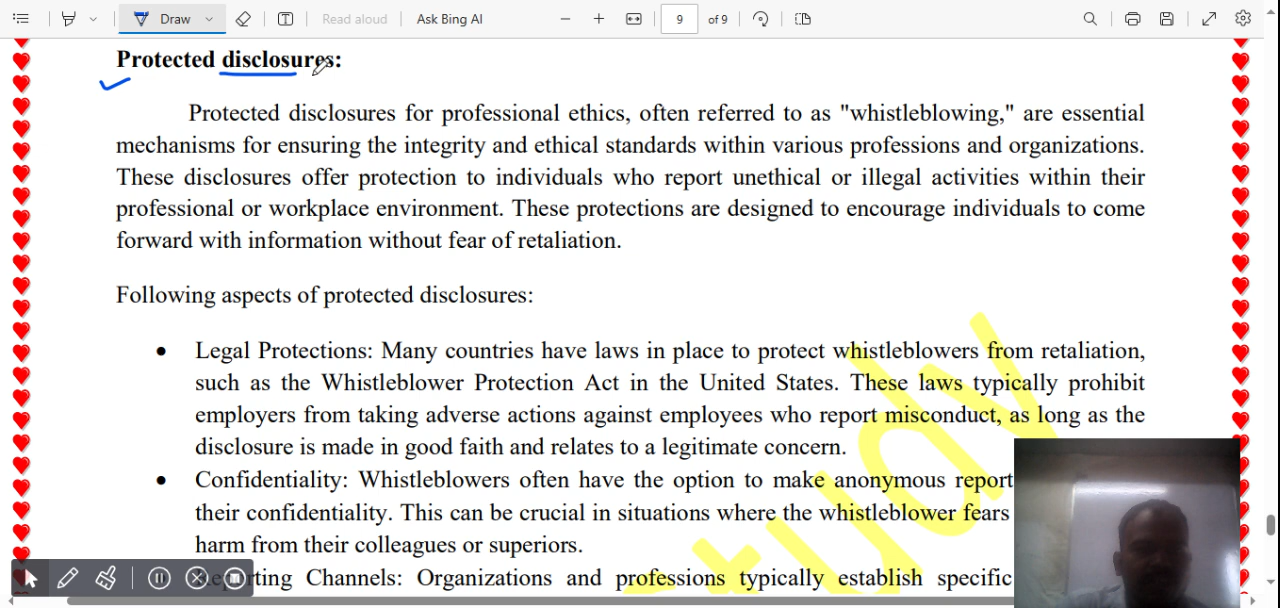 Draw
Read aloud
Ask Bing AI
9
of 9
Protected disclosures:
Protected disclosures for professional ethics, often referred to as "whistleblowing," are essential
mechanisms for ensuring the integrity and ethical standards within various professions and organizations.
These disclosures offer protection to individuals who report unethical or illegal activities within their
professional or workplace environment. These protections are designed to encourage individuals to come
forward with information without fear of retaliation.
Following aspects of protected disclosures:
• Legal Protections: Many countries have laws in place to protect whistleblowers from retaliation,
such as the Whistleblower Protection Act in the United States. These laws typically prohibit
employers from taking adverse actions against employees who report misconduct, as long as the
disclosure is made in good faith and relates to a legitimate concern.
• Confidentiality: Whistleblowers often have the option to make anonymous report
their confidentiality. This can be crucial in situations where the whistleblower fears
harm from their colleagues or superiors.
Channels: Organizations and professions typically establish specific